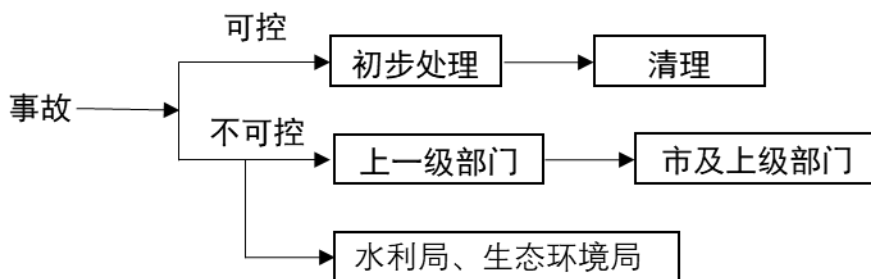 可控
初步处理
清理
事故
不可控
上一级部门
市及上级部门
水利局、生态环境局